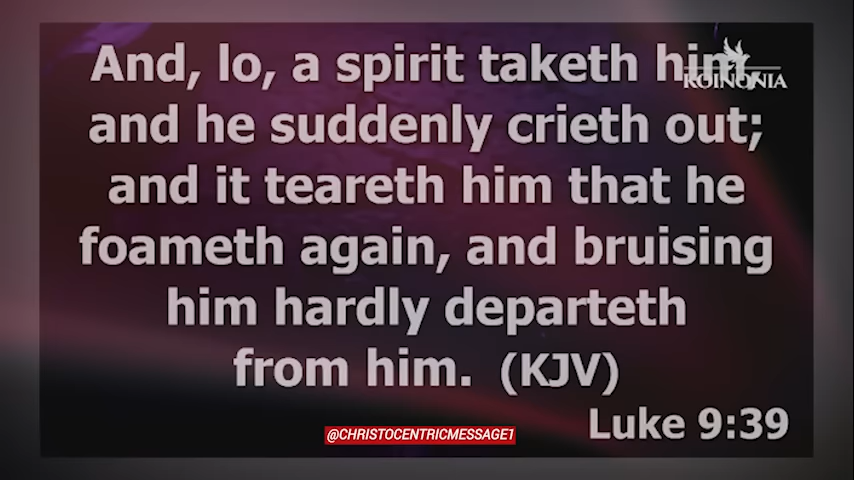 And, lo, a spirit taketh him,
KOINONIA
and he suddenly crieth out;
and it teareth him that he
foameth again, and bruising
him hardly departeth
from him. (KJV)
Luke 9:39
@CHRISTOCENTRICMESSAGE1